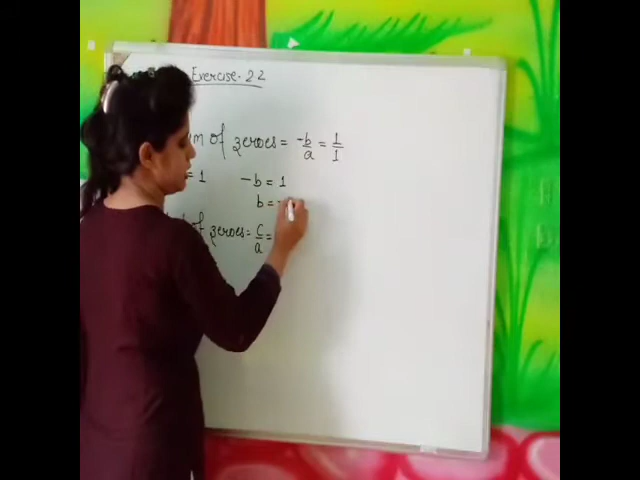 Exercise - 2.2
of zeroes = -b/a = 1/1
= 1 -b = 1
b = -
of zeroes = c/a =